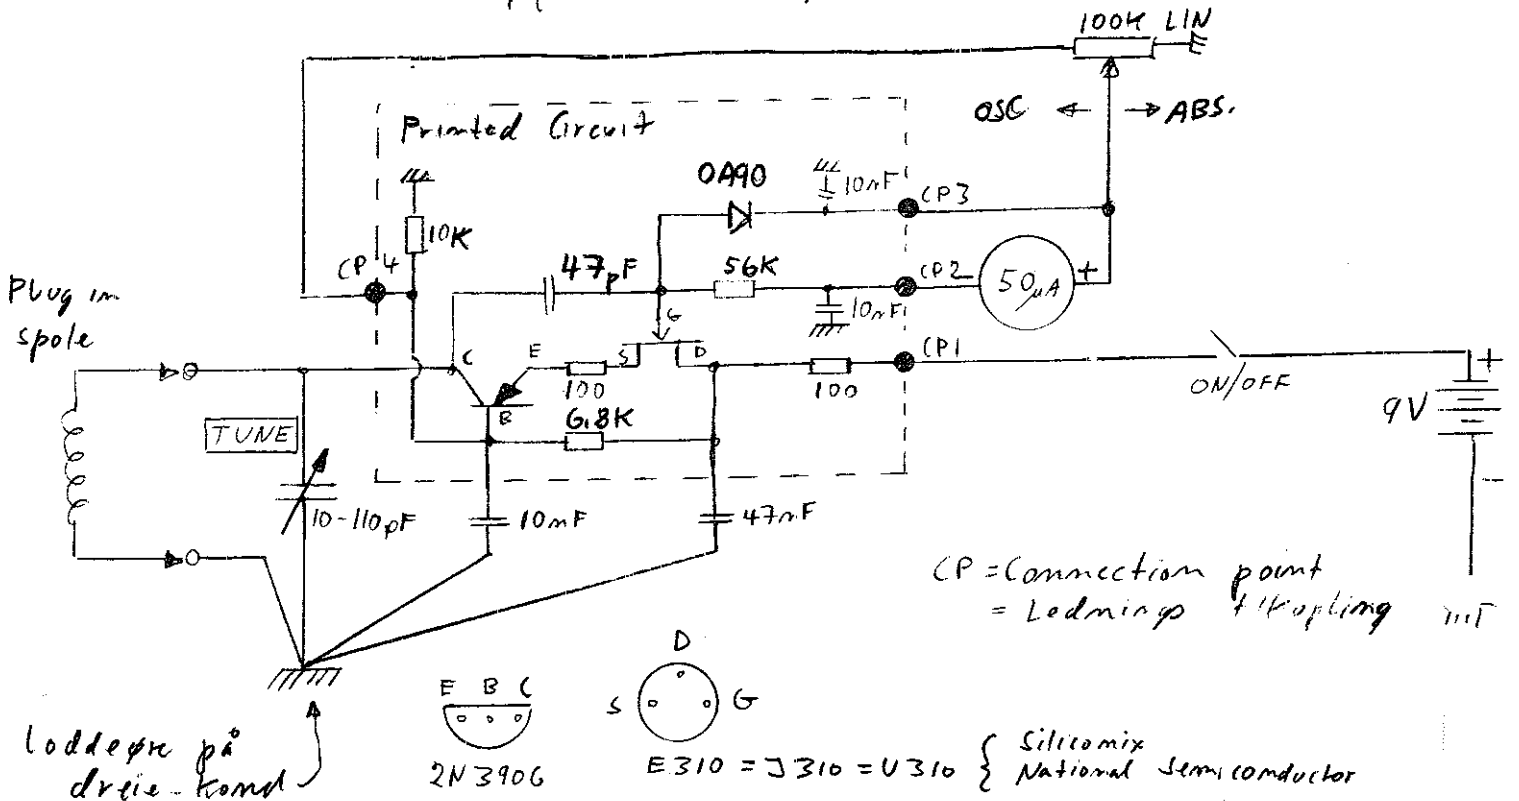 100K LIN
OSC ABS.
Printed Circuit
OA90
10nF
CP3
10K
CP4
47pF
56K
CP2
50µA
+
10nF
G
Plug in
spole
C
E
S
D
CP1
100
100
B
6.8K
ON/OFF
+
9V
-
TUNE
10-110pF
10nF
47nF
CP = Connection point
= Lednings tilkopling
D
E B C
S
G
2N3906
E310 = J310 = U310
Siliconix
National Semiconductor
loddeøre på
dreie-kond